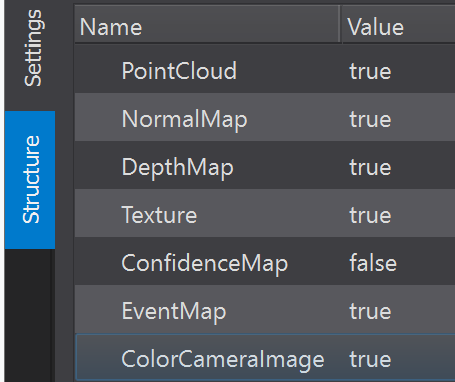 Settings
Structure
Name Value
PointCloud true
NormalMap true
DepthMap true
Texture true
ConfidenceMap false
EventMap true
ColorCameraImage true